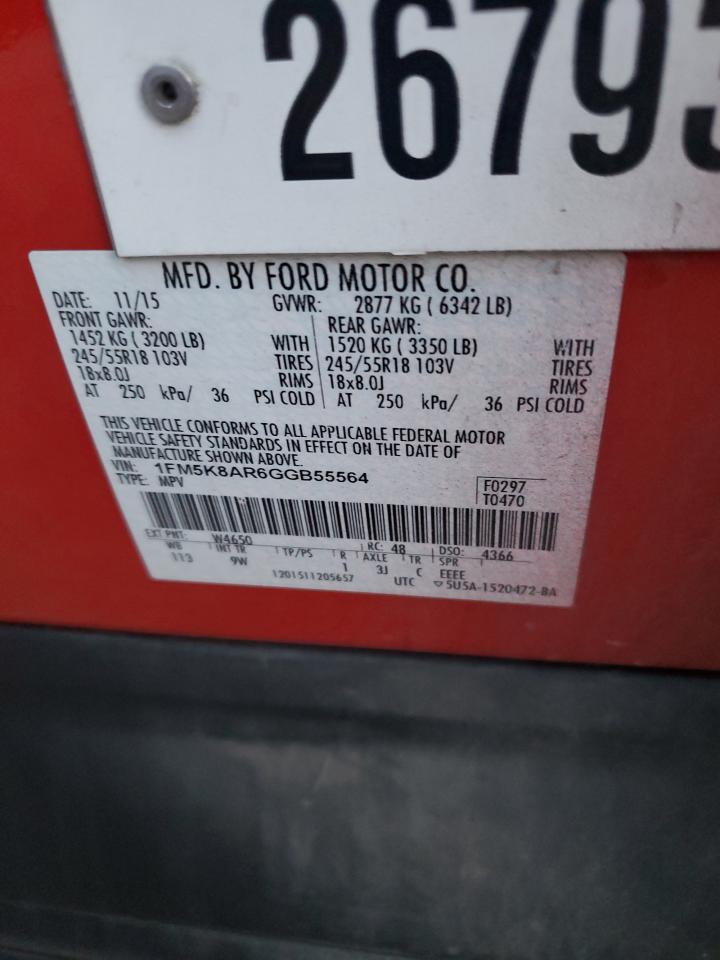 26793
MFD. BY FORD MOTOR CO.
DATE: 11/15 GVWR: 2877 KG ( 6342 LB)
FRONT GAWR: REAR GAWR:
1452 KG ( 3200 LB) WITH 1520 KG ( 3350 LB) WITH
245/55R18 103V TIRES 245/55R18 103V TIRES
18x8.0J RIMS 18x8.0J RIMS
AT 250 kPa/ 36 PSI COLD AT 250 kPa/ 36 PSI COLD
THIS VEHICLE CONFORMS TO ALL APPLICABLE FEDERAL MOTOR
VEHICLE SAFETY STANDARDS IN EFFECT ON THE DATE OF
MANUFACTURE SHOWN ABOVE.
VIN: 1FM5K8AR6GGB55564
TYPE: MPV
F0297
T0470
EXT PNT: W4650 RC: 48 DSO: 4366
WB INT TR TP/PS R AXLE TR SPR
113 9W 1 3J C EEEE
1201511205657 UTC ▽5U5A-1520472-BA